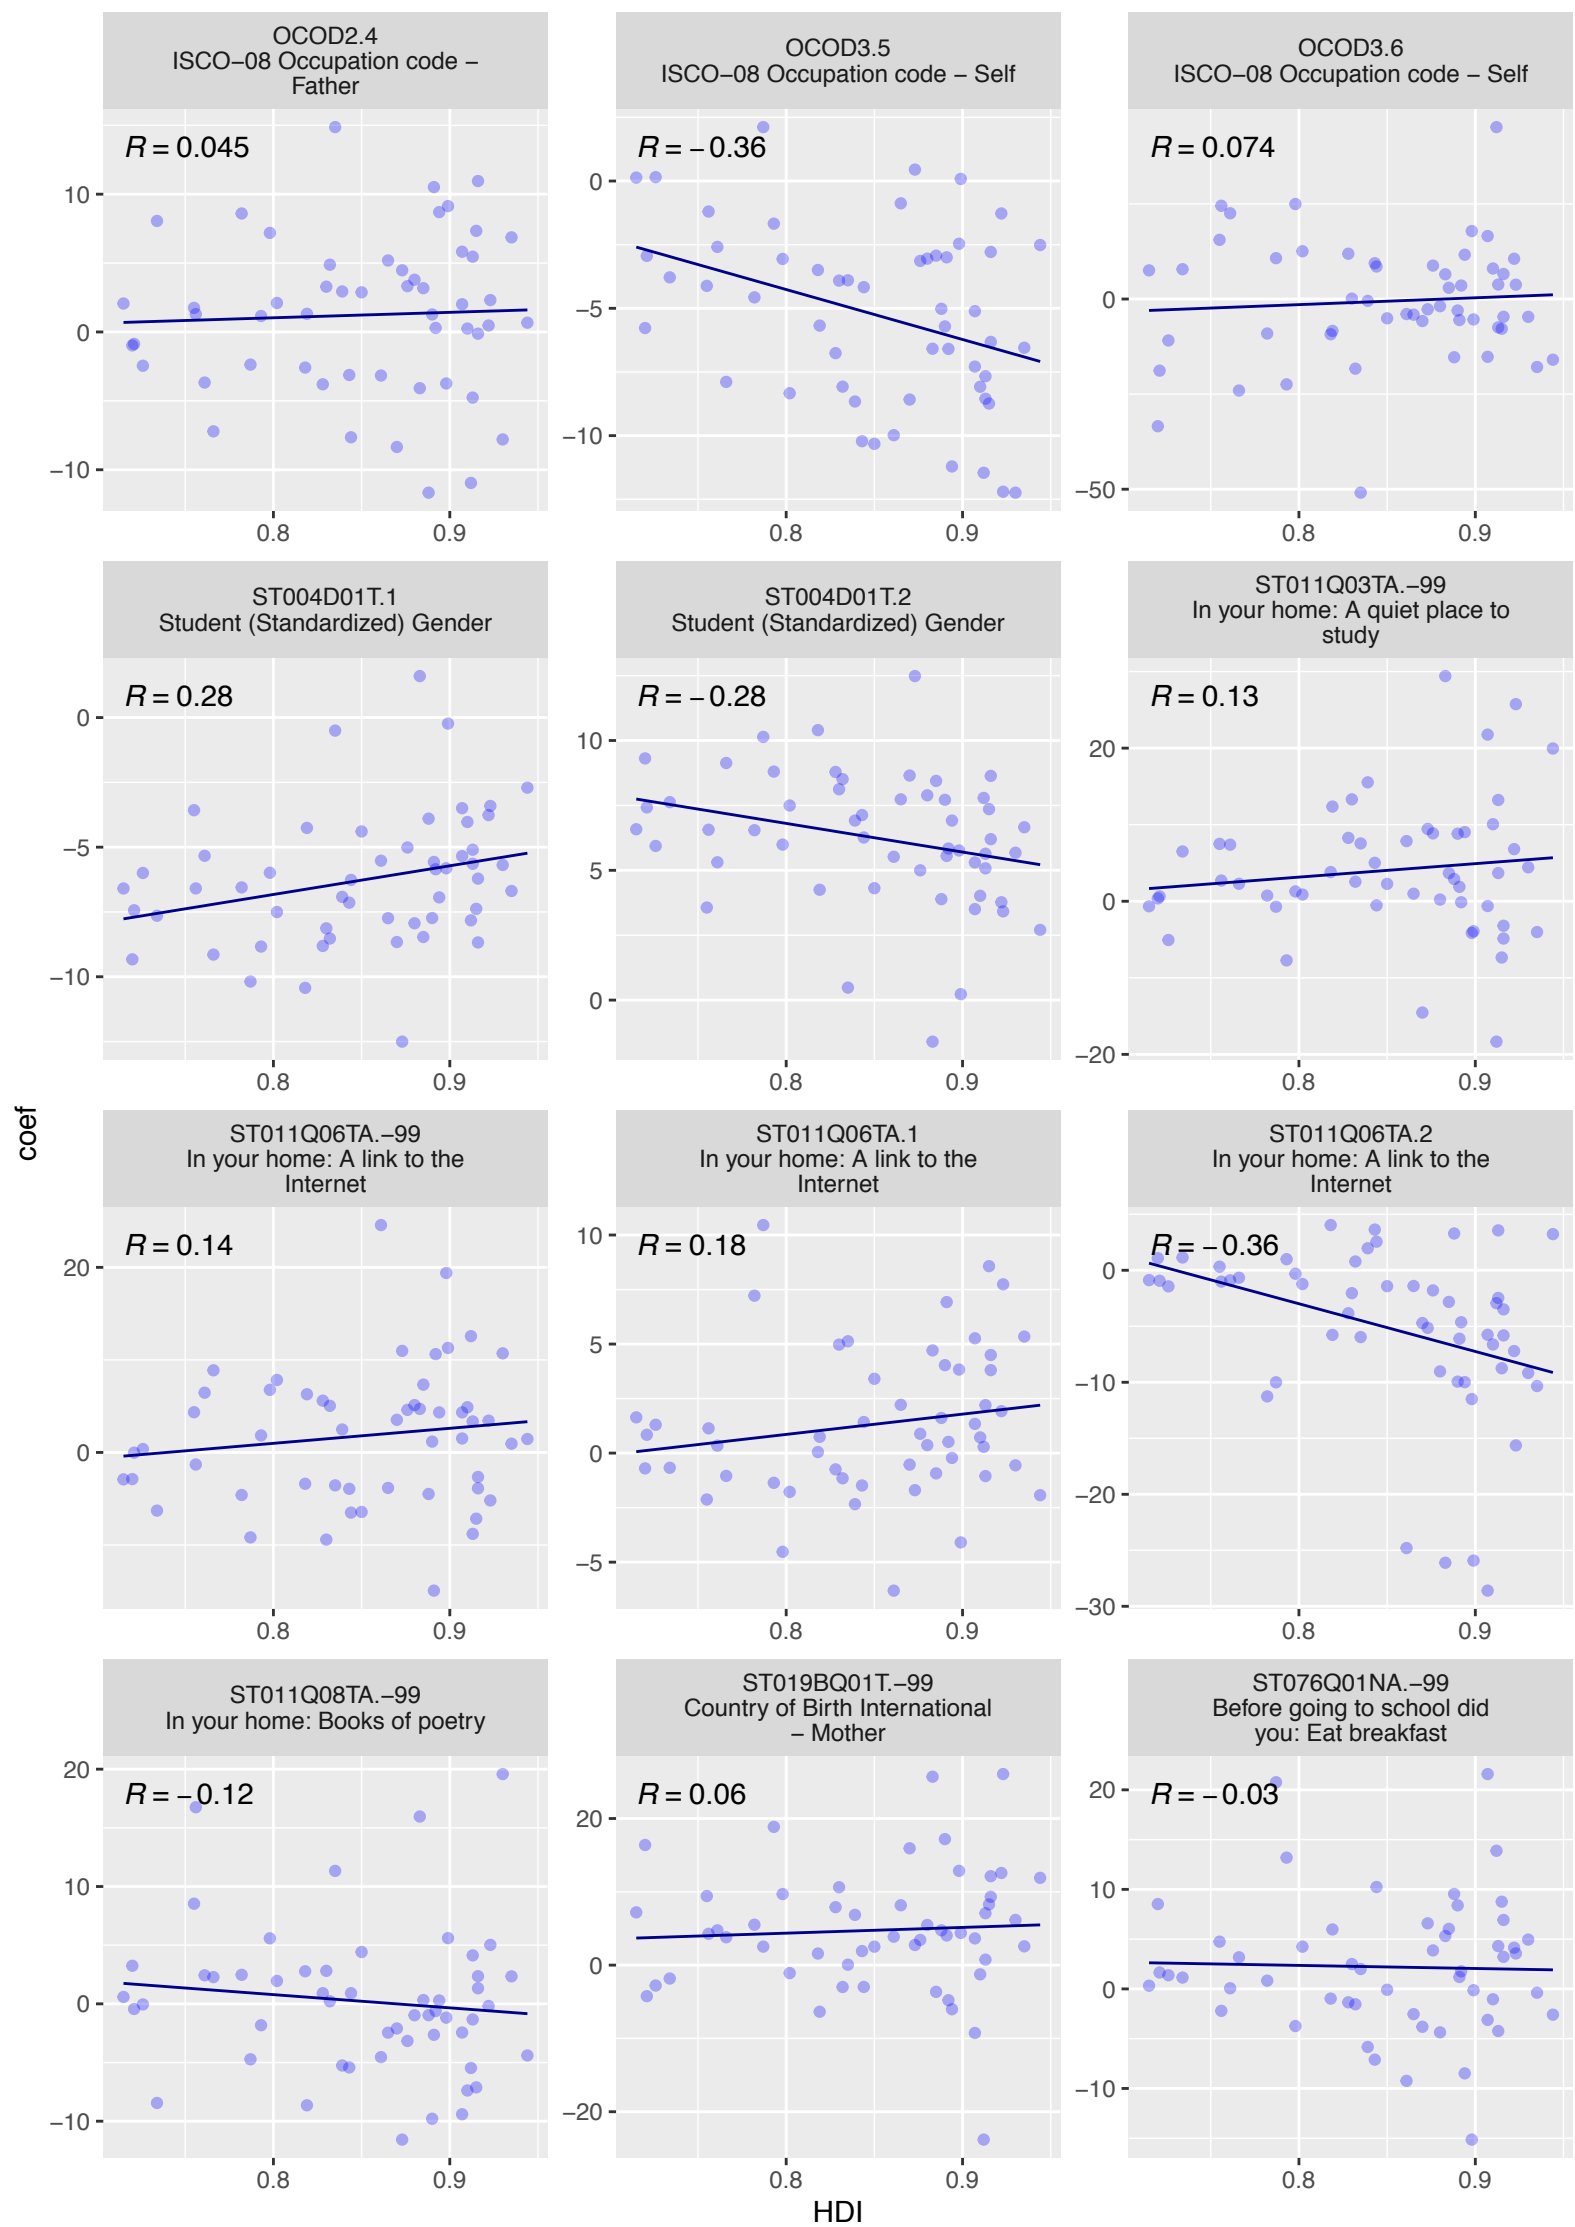 OCOD2.4
ISCO−08 Occupation code −
Father
OCOD3.5
ISCO−08 Occupation code − Self
OCOD3.6
ISCO−08 Occupation code − Self
R = 0.045
R = −0.36
R = 0.074
10
0
−10
0
−5
−10
0
−50
0.8
0.9
0.8
0.9
0.8
0.9
ST004D01T.1
Student (Standardized) Gender
ST004D01T.2
Student (Standardized) Gender
ST011Q03TA.−99
In your home: A quiet place to
study
R = 0.28
R = −0.28
R = 0.13
0
−5
−10
10
5
0
20
0
−20
0.8
0.9
0.8
0.9
0.8
0.9
coef
ST011Q06TA.−99
In your home: A link to the
Internet
ST011Q06TA.1
In your home: A link to the
Internet
ST011Q06TA.2
In your home: A link to the
Internet
R = 0.14
R = 0.18
R = −0.36
20
0
10
5
0
−5
0
−10
−20
−30
0.8
0.9
0.8
0.9
0.8
0.9
ST011Q08TA.−99
In your home: Books of poetry
ST019BQ01T.−99
Country of Birth International
− Mother
ST076Q01NA.−99
Before going to school did
you: Eat breakfast
R = −0.12
R = 0.06
R = −0.03
20
10
0
−10
20
0
−20
20
10
0
−10
0.8
0.9
0.8
0.9
0.8
0.9
HDI